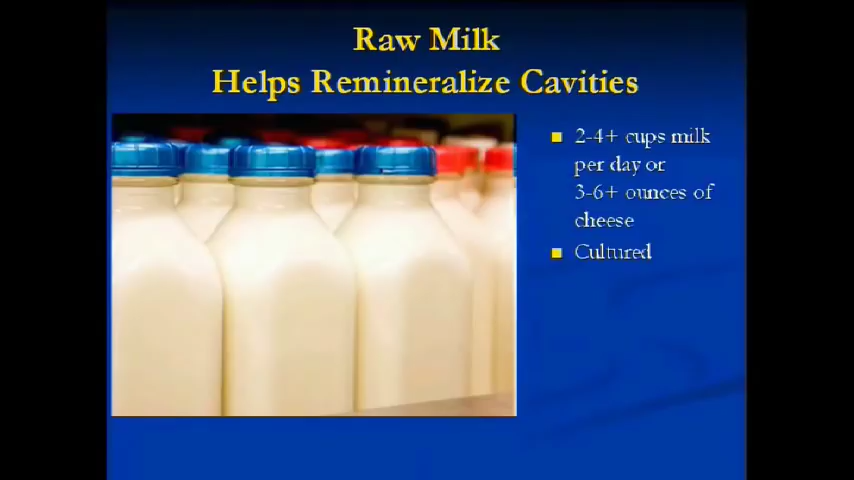 Raw Milk
Helps Remineralize Cavities
2-4+ cups milk
per day or
3-6+ ounces of
cheese
Cultured